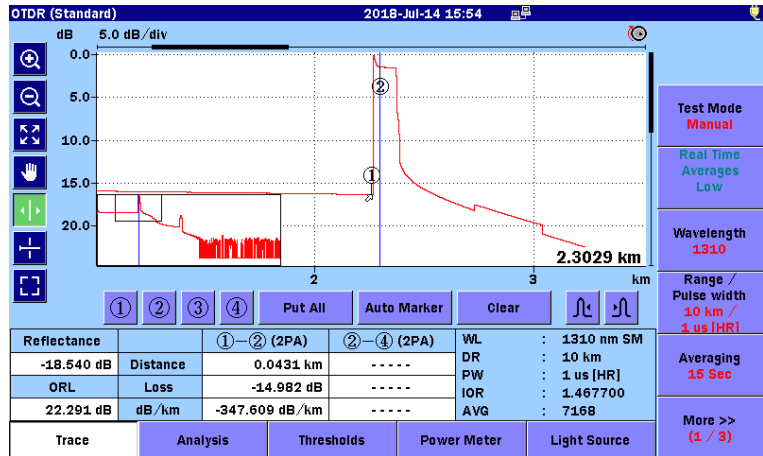 OTDR (Standard) 2018-Jul-14 15:54
dB 5.0 dB/div
0.0
5.0
10.0
15.0
20.0
②
①
2.3029 km
2 3 km
① ② ③ ④ Put All Auto Marker Clear
Reflectance ①-② (2PA) ②-④ (2PA)
-18.540 dB Distance 0.0431 km -----
ORL Loss -14.982 dB -----
22.291 dB dB/km -347.609 dB/km -----
WL : 1310 nm SM
DR : 10 km
PW : 1 us [HR]
IOR : 1.467700
AVG : 7168
Trace Analysis Thresholds Power Meter Light Source
Test Mode
Manual
Real Time
Averages
Low
Wavelength
1310
Range /
Pulse width
10 km /
1 us [HR]
Averaging
15 Sec
More >>
(1 / 3)